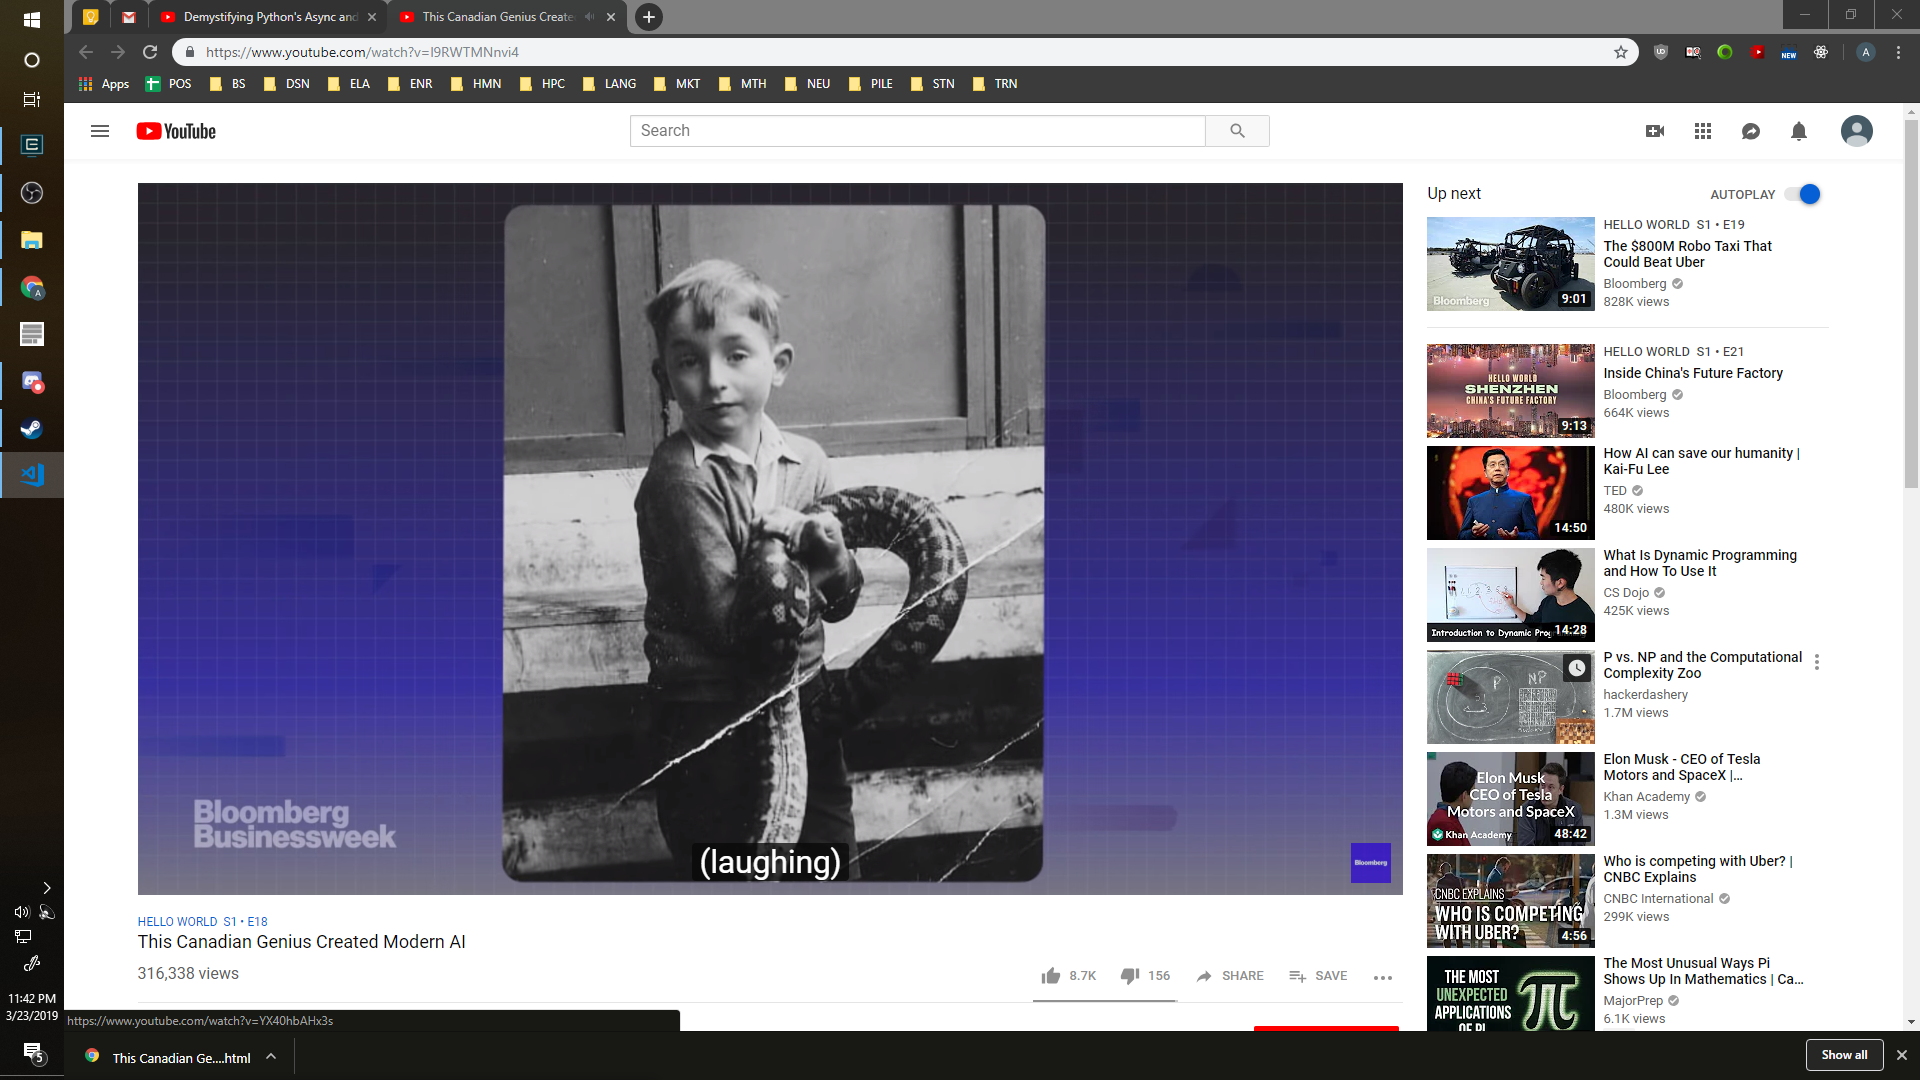 Demystifying Python's Async and
This Canadian Genius Create
https://www.youtube.com/watch?v=I9RWTMNnvi4
A
Apps
POS
BS
DSN
ELA
ENR
HMN
HPC
LANG
MKT
MTH
NEU
PILE
STN
TRN
YouTube
Search
Bloomberg
Businessweek
(laughing)
Bloomberg
HELLO WORLD S1 • E18
This Canadian Genius Created Modern AI
316,338 views
8.7K
156
SHARE
SAVE
Up next
AUTOPLAY
Bloomberg
9:01
HELLO WORLD S1 • E19
The $800M Robo Taxi That
Could Beat Uber
Bloomberg
828K views
HELLO WORLD
SHENZHEN
CHINA'S FUTURE FACTORY
9:13
HELLO WORLD S1 • E21
Inside China's Future Factory
Bloomberg
664K views
14:50
How AI can save our humanity |
Kai-Fu Lee
TED
480K views
Introduction to Dynamic
14:28
What Is Dynamic Programming
and How To Use It
CS Dojo
425K views
P NP
P vs. NP and the Computational
Complexity Zoo
hackerdashery
1.7M views
Elon Musk
CEO of Tesla
Motors and SpaceX
Khan Academy
48:42
Elon Musk - CEO of Tesla
Motors and SpaceX |...
Khan Academy
1.3M views
CNBC EXPLAINS
WHO IS COMPETING
WITH UBER?
4:56
Who is competing with Uber? |
CNBC Explains
CNBC International
299K views
THE MOST
UNEXPECTED
APPLICATIONS
OF PI
π
The Most Unusual Ways Pi
Shows Up In Mathematics | Ca...
MajorPrep
6.1K views
https://www.youtube.com/watch?v=YX40hbAHx3s
11:42 PM
3/23/2019
5
This Canadian Ge....html
Show all